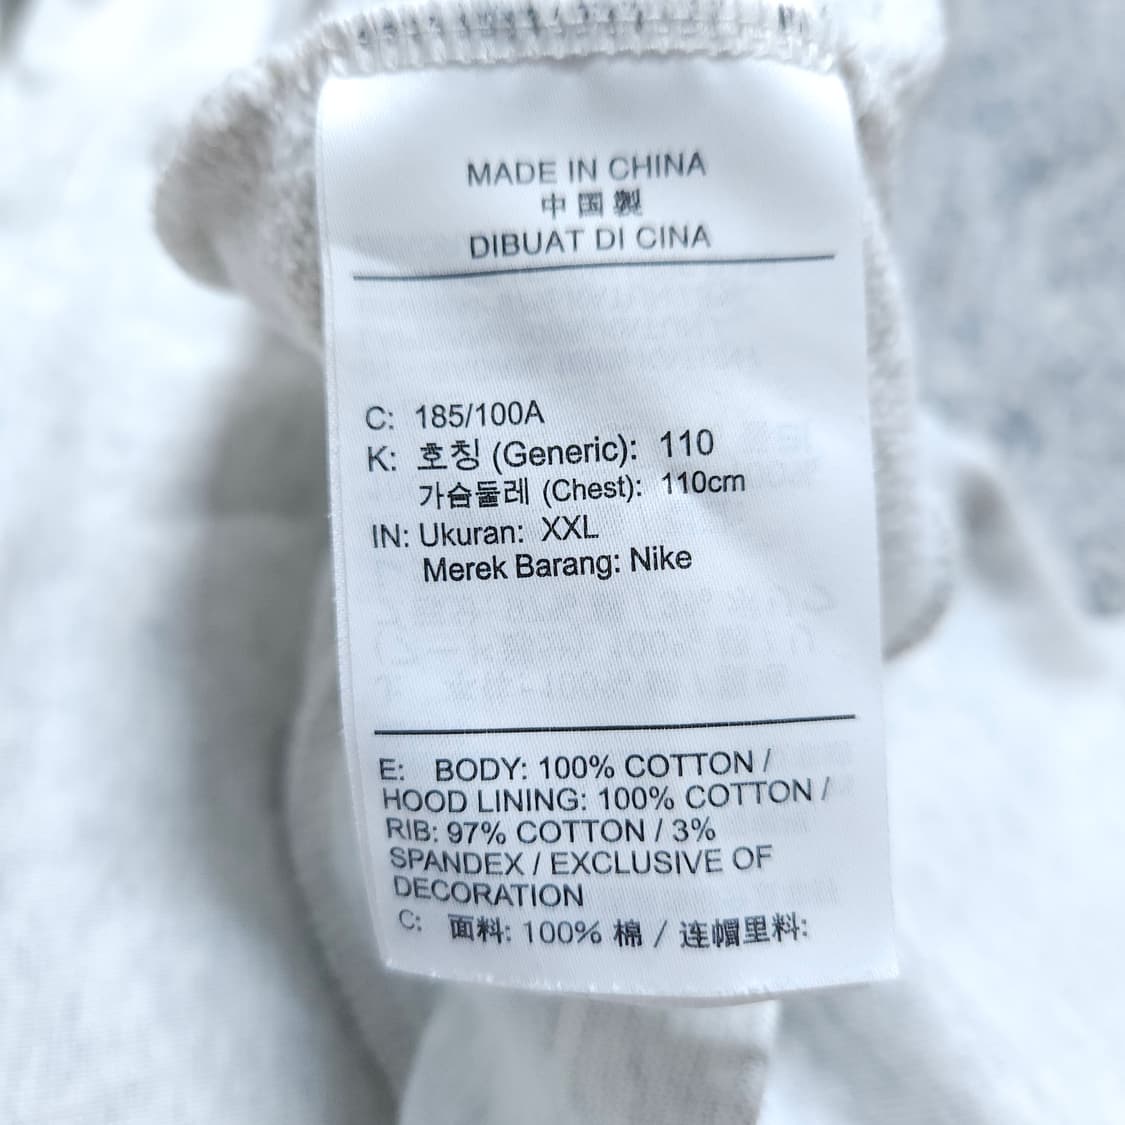 MADE IN CHINA
中国製
DIBUAT DI CINA
C: 185/100A
K: 호칭 (Generic): 110
가슴둘레 (Chest): 110cm
IN: Ukuran: XXL
Merek Barang: Nike
E: BODY: 100% COTTON /
HOOD LINING: 100% COTTON /
RIB: 97% COTTON / 3%
SPANDEX / EXCLUSIVE OF
DECORATION
C: 面料: 100% 棉 / 连帽里料: